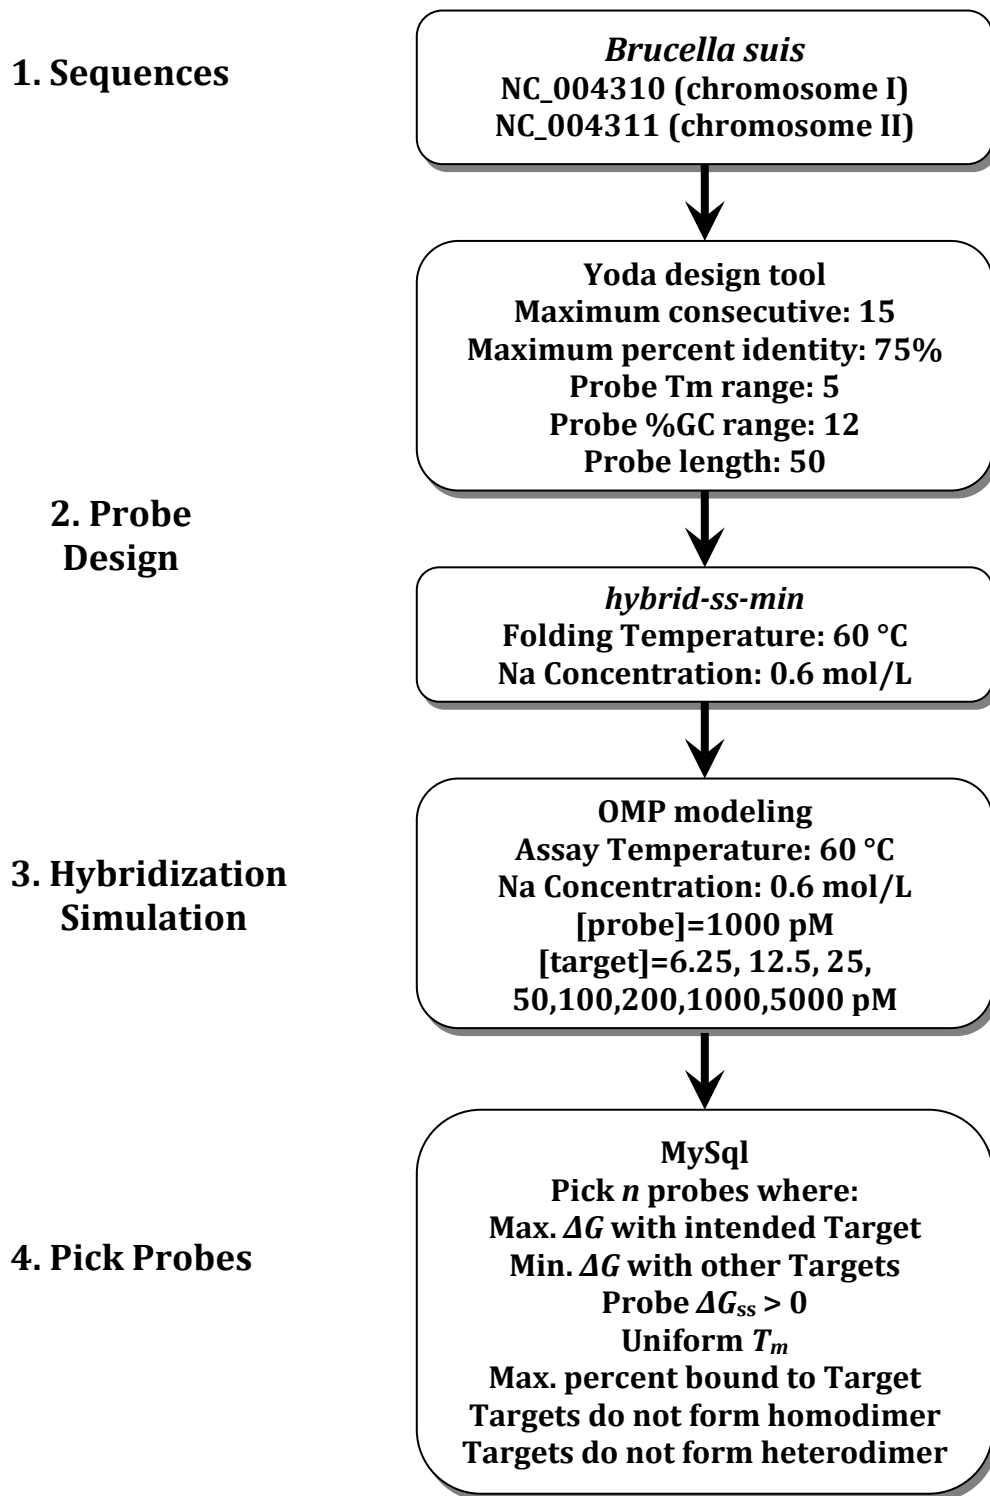 1. Sequences
Brucella suis
NC_004310 (chromosome I)
NC_004311 (chromosome II)
2. Probe
Design
Yoda design tool
Maximum consecutive: 15
Maximum percent identity: 75%
Probe Tm range: 5
Probe %GC range: 12
Probe length: 50
hybrid-ss-min
Folding Temperature: 60 °C
Na Concentration: 0.6 mol/L
3. Hybridization
Simulation
OMP modeling
Assay Temperature: 60 °C
Na Concentration: 0.6 mol/L
[probe]=1000 pM
[target]=6.25, 12.5, 25,
50,100,200,1000,5000 pM
4. Pick Probes
MySql
Pick n probes where:
Max. ΔG with intended Target
Min. ΔG with other Targets
Probe ΔGss > 0
Uniform Tm
Max. percent bound to Target
Targets do not form homodimer
Targets do not form heterodimer